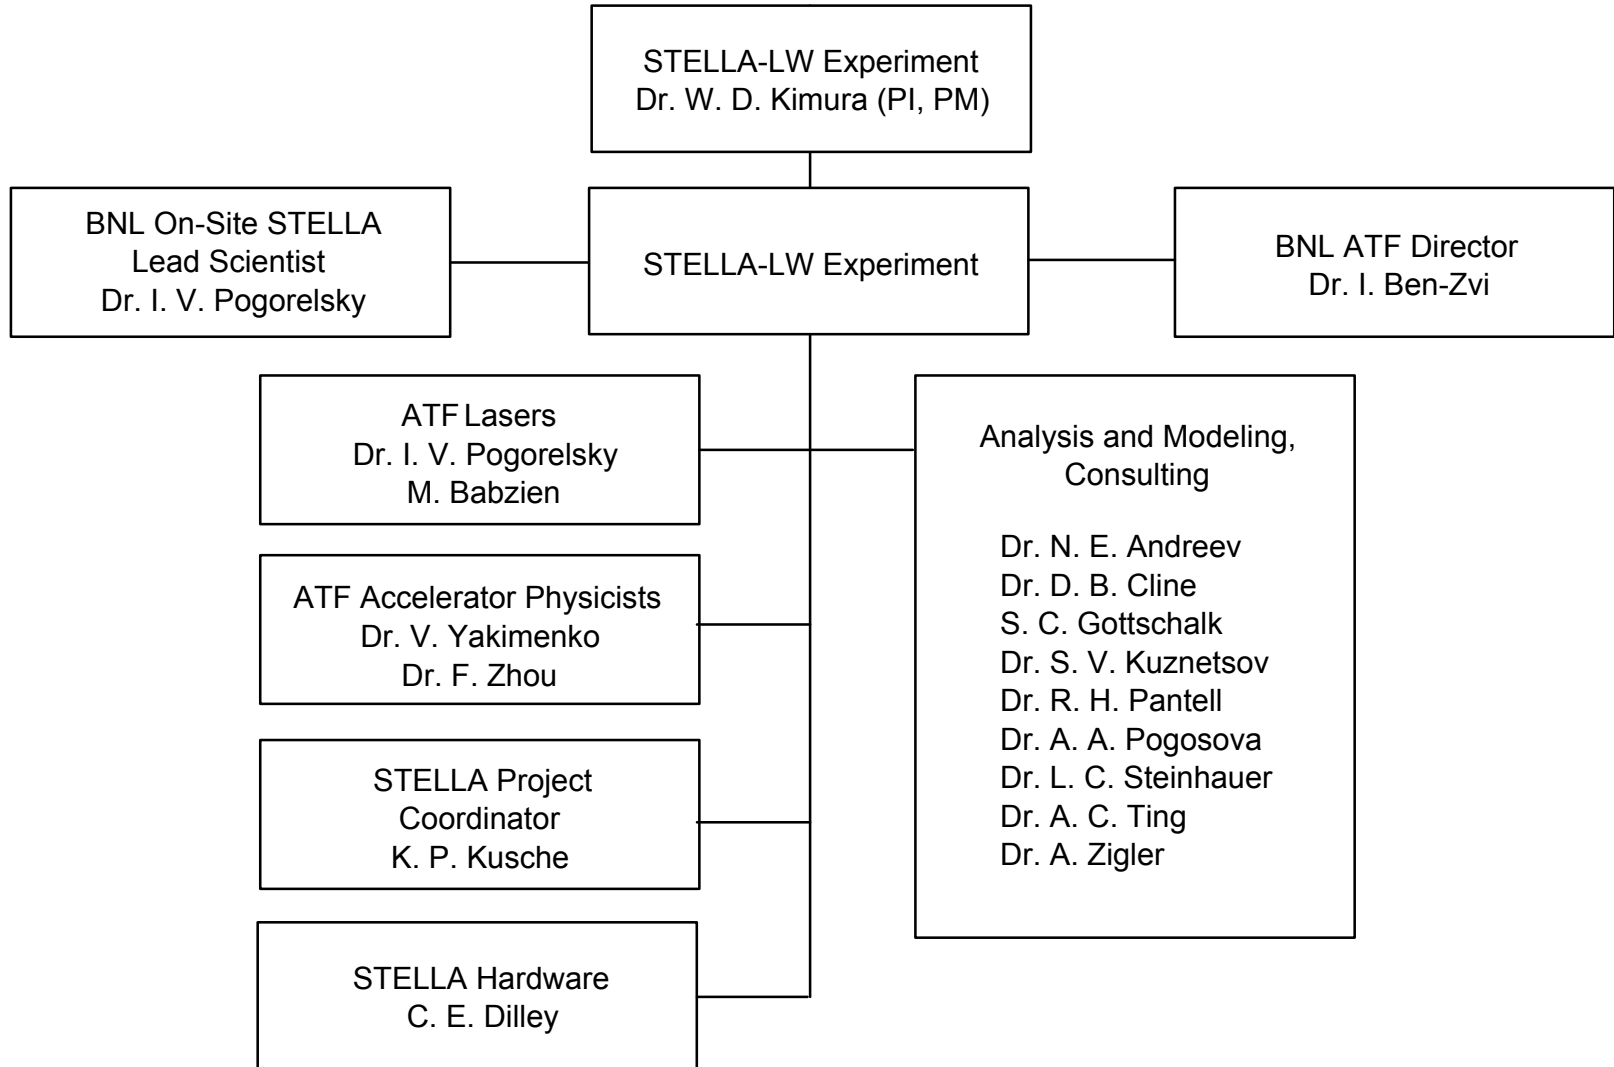 STELLA-LW Experiment
Dr. W. D. Kimura (PI, PM)
BNL On-Site STELLA
Lead Scientist
Dr. I. V. Pogorelsky
STELLA-LW Experiment
BNL ATF Director
Dr. I. Ben-Zvi
ATF Lasers
Dr. I. V. Pogorelsky
M. Babzien
Analysis and Modeling,
Consulting
Dr. N. E. Andreev
Dr. D. B. Cline
S. C. Gottschalk
Dr. S. V. Kuznetsov
Dr. R. H. Pantell
Dr. A. A. Pogosova
Dr. L. C. Steinhauer
Dr. A. C. Ting
Dr. A. Zigler
ATF Accelerator Physicists
Dr. V. Yakimenko
Dr. F. Zhou
STELLA Project
Coordinator
K. P. Kusche
STELLA Hardware
C. E. Dilley